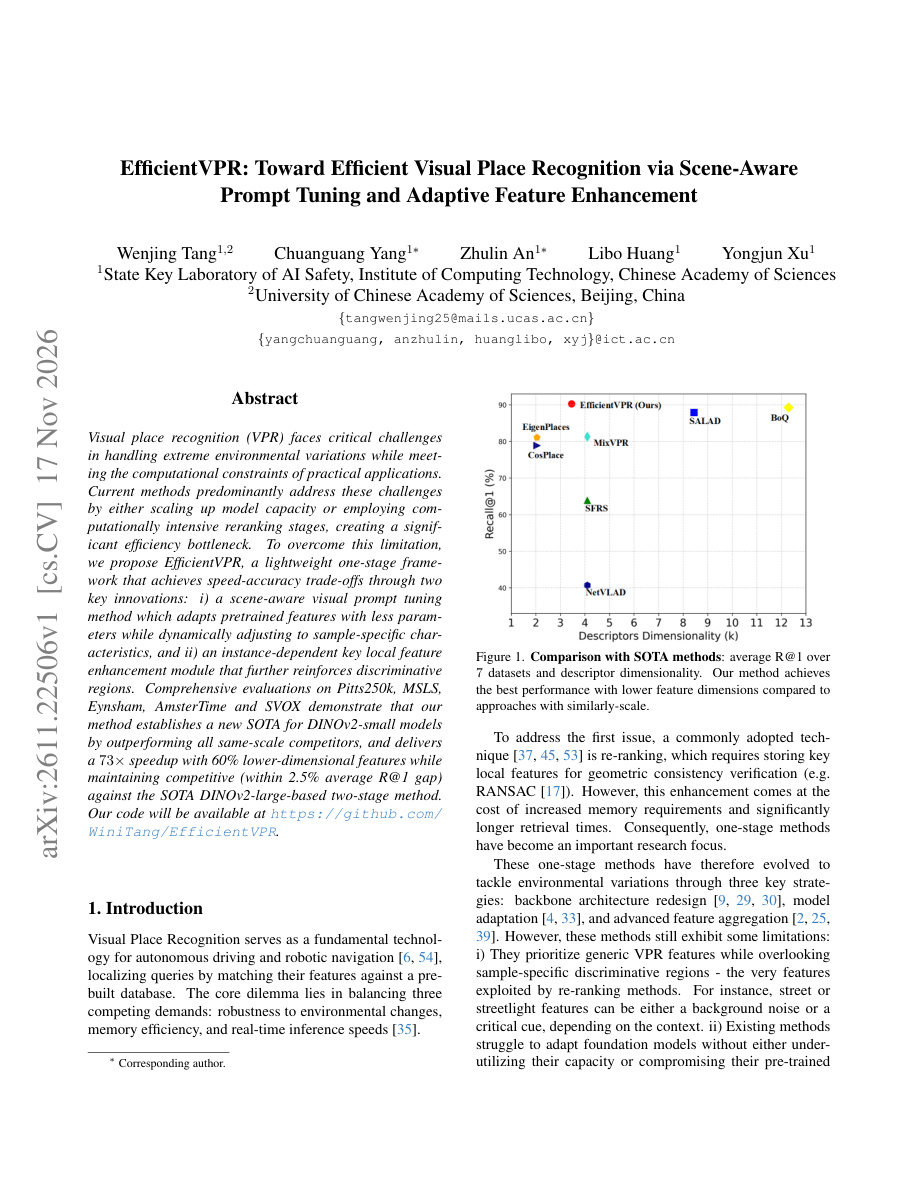 arXiv:2611.22506v1 [cs.CV] 17 Nov 2026
EfficientVPR: Toward Efficient Visual Place Recognition via Scene-Aware
Prompt Tuning and Adaptive Feature Enhancement
Wenjing Tang1,2 Chuanguang Yang1* Zhulin An1* Libo Huang1 Yongjun Xu1
1State Key Laboratory of AI Safety, Institute of Computing Technology, Chinese Academy of Sciences
2University of Chinese Academy of Sciences, Beijing, China
{tangwenjing25@mails.ucas.ac.cn}
{yangchuanguang, anzhulin, huanglibo, xyj}@ict.ac.cn
Abstract
Visual place recognition (VPR) faces critical challenges
in handling extreme environmental variations while meet-
ing the computational constraints of practical applications.
Current methods predominantly address these challenges
by either scaling up model capacity or employing com-
putationally intensive reranking stages, creating a signif-
icant efficiency bottleneck. To overcome this limitation,
we propose EfficientVPR, a lightweight one-stage frame-
work that achieves speed-accuracy trade-offs through two
key innovations: i) a scene-aware visual prompt tuning
method which adapts pretrained features with less param-
eters while dynamically adjusting to sample-specific char-
acteristics, and ii) an instance-dependent key local feature
enhancement module that further reinforces discriminative
regions. Comprehensive evaluations on Pitts250k, MSLS,
Eynsham, AmsterTime and SVOX demonstrate that our
method establishes a new SOTA for DINOv2-small models
by outperforming all same-scale competitors, and delivers
a 73× speedup with 60% lower-dimensional features while
maintaining competitive (within 2.5% average R@1 gap)
against the SOTA DINOv2-large-based two-stage method.
Our code will be available at https://github.com/
WiniTang/EfficientVPR.
1. Introduction
Visual Place Recognition serves as a fundamental technol-
ogy for autonomous driving and robotic navigation [6, 54],
localizing queries by matching their features against a pre-
built database. The core dilemma lies in balancing three
competing demands: robustness to environmental changes,
memory efficiency, and real-time inference speeds [35].
* Corresponding author.
90
80
70
60
50
40
Recall@1 (%)
EfficientVPR (Ours)
BoQ
SALAD
EigenPlaces
MixVPR
CosPlace
SFRS
NetVLAD
1 2 3 4 5 6 7 8 9 10 11 12 13
Descriptors Dimensionality (k)
Figure 1. Comparison with SOTA methods: average R@1 over
7 datasets and descriptor dimensionality. Our method achieves
the best performance with lower feature dimensions compared to
approaches with similarly-scale.
To address the first issue, a commonly adopted tech-
nique [37, 45, 53] is re-ranking, which requires storing key
local features for geometric consistency verification (e.g.
RANSAC [17]). However, this enhancement comes at the
cost of increased memory requirements and significantly
longer retrieval times. Consequently, one-stage methods
have become an important research focus.
These one-stage methods have therefore evolved to
tackle environmental variations through three key strate-
gies: backbone architecture redesign [9, 29, 30], model
adaptation [4, 33], and advanced feature aggregation [2, 25,
39]. However, these methods still exhibit some limitations:
i) They prioritize generic VPR features while overlooking
sample-specific discriminative regions - the very features
exploited by re-ranking methods. For instance, street or
streetlight features can be either a background noise or a
critical cue, depending on the context. ii) Existing methods
struggle to adapt foundation models without either under-
utilizing their capacity or compromising their pre-trained